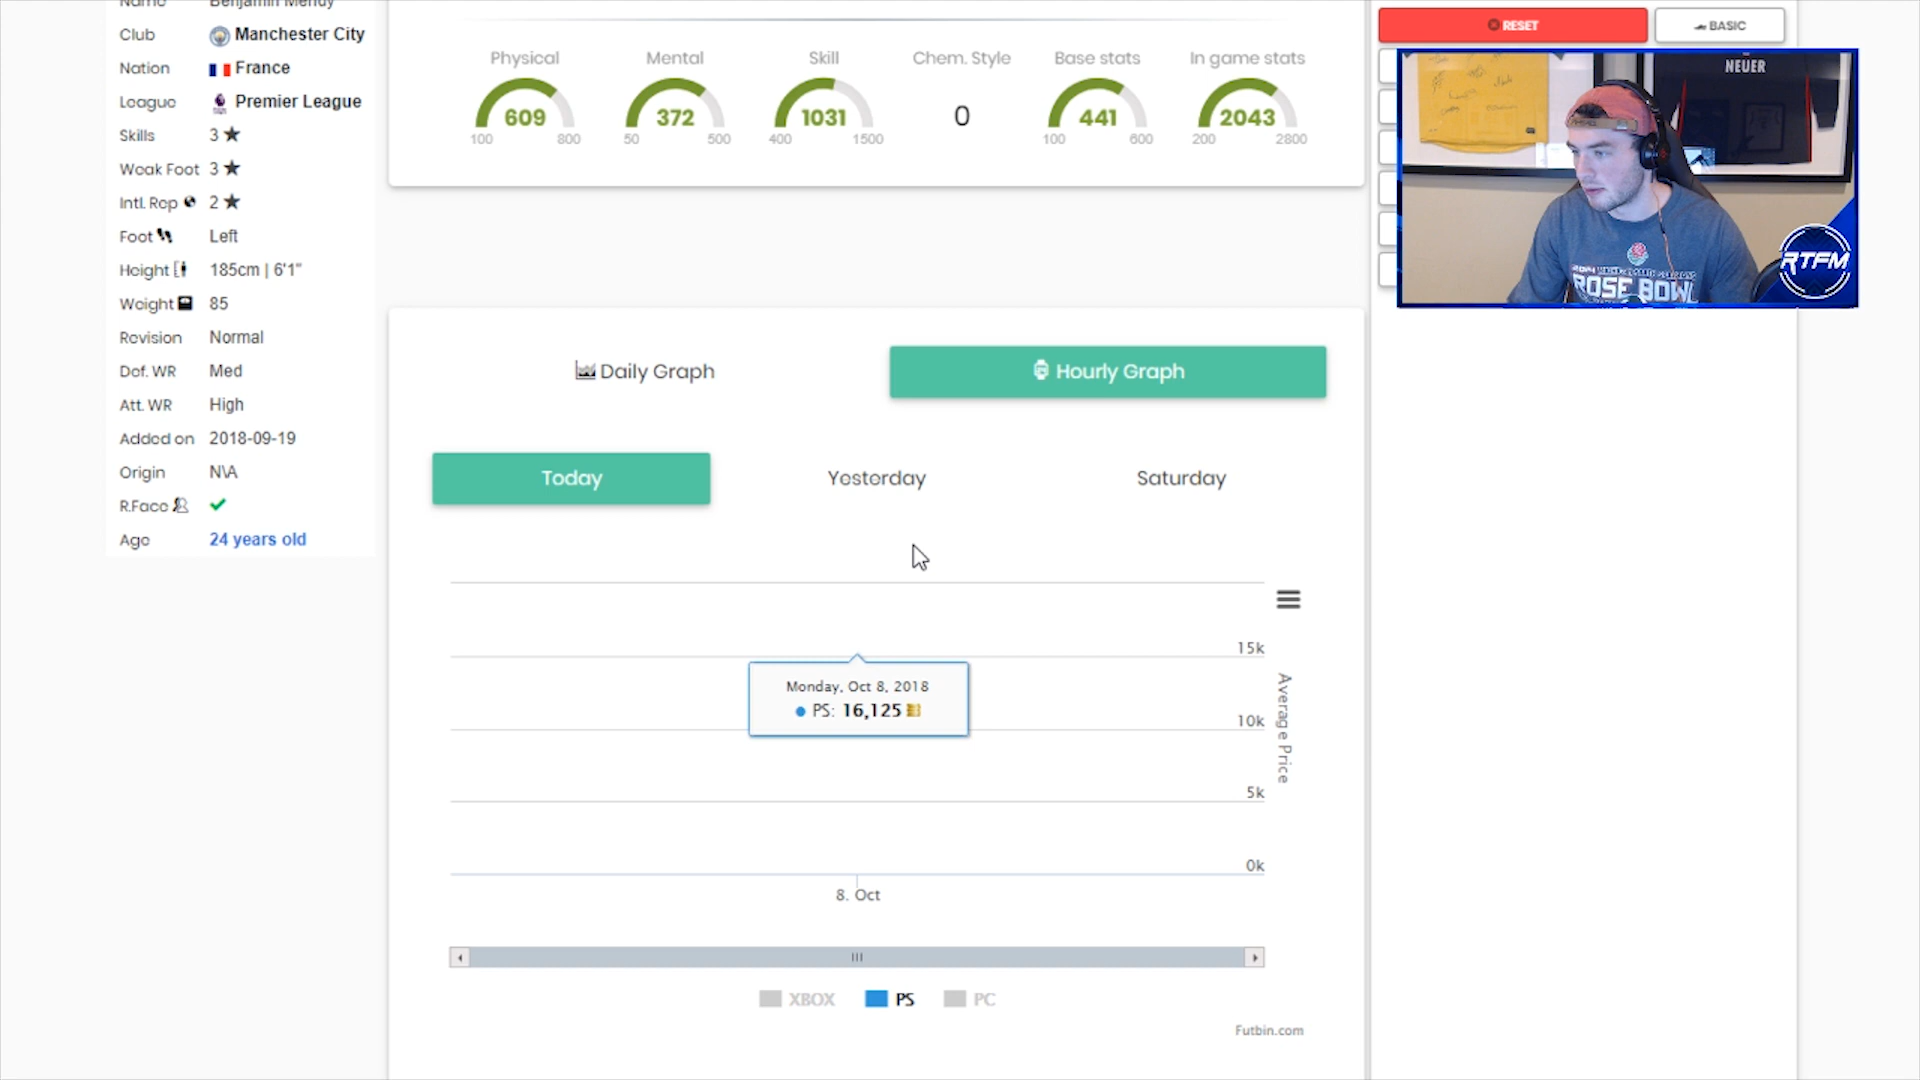 Name Benjamin Mendy
Club Manchester City
Nation France
League Premier League
Skills 3
Weak Foot 3
Intl. Rep 2
Foot Left
Height 185cm | 6'1"
Weight 85
Revision Normal
Def. WR Med
Att. WR High
Added on 2018-09-19
Origin N\A
R.Face
Age 24 years old
Physical Mental Skill Chem. Style Base stats In game stats
609 372 1031 0 441 2043
100 800 50 500 400 1500 100 600 200 2800
RESET BASIC
NEUER
ROSE BOWL
RTFM
Daily Graph Hourly Graph
Today Yesterday Saturday
15k
10k
5k
0k
Average Price
Monday, Oct 8, 2018
PS: 16,125
8. Oct
XBOX PS PC
Futbin.com